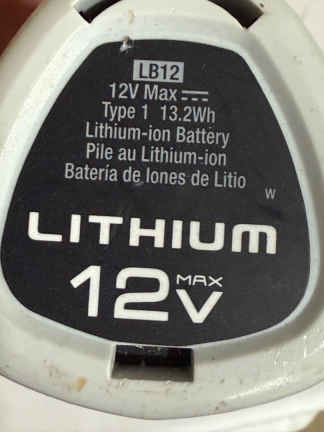 LB12
12V Max ⎓
Type 1 13.2Wh
Lithium-ion Battery
Pile au Lithium-ion
Bateria de Iones de Litio
W
LITHIUM
12V MAX